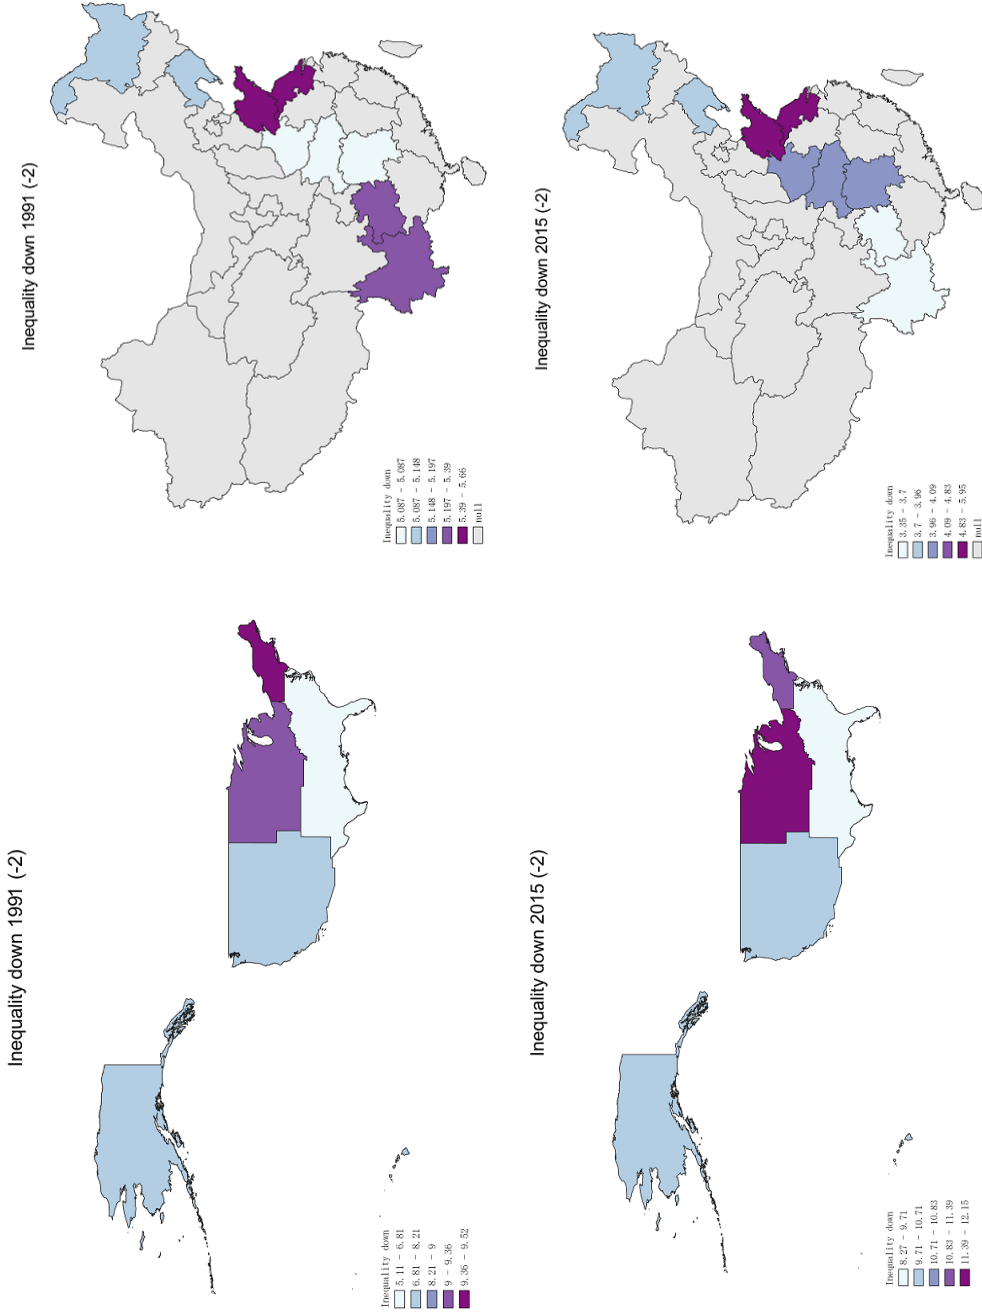 Inequality down 1991 (-2)
Inequality down
5.11 - 6.81
6.81 - 8.21
8.21 - 9
9 - 9.36
9.36 - 9.52
Inequality down 1991 (-2)
Inequality down
5.087 - 5.087
5.087 - 5.148
5.148 - 5.197
5.197 - 5.39
5.39 - 5.66
null
Inequality down 2015 (-2)
Inequality down
8.27 - 9.71
9.71 - 10.71
10.71 - 10.83
10.83 - 11.39
11.39 - 12.15
Inequality down 2015 (-2)
Inequality down
3.35 - 3.7
3.7 - 3.96
3.96 - 4.09
4.09 - 4.83
4.83 - 5.95
null